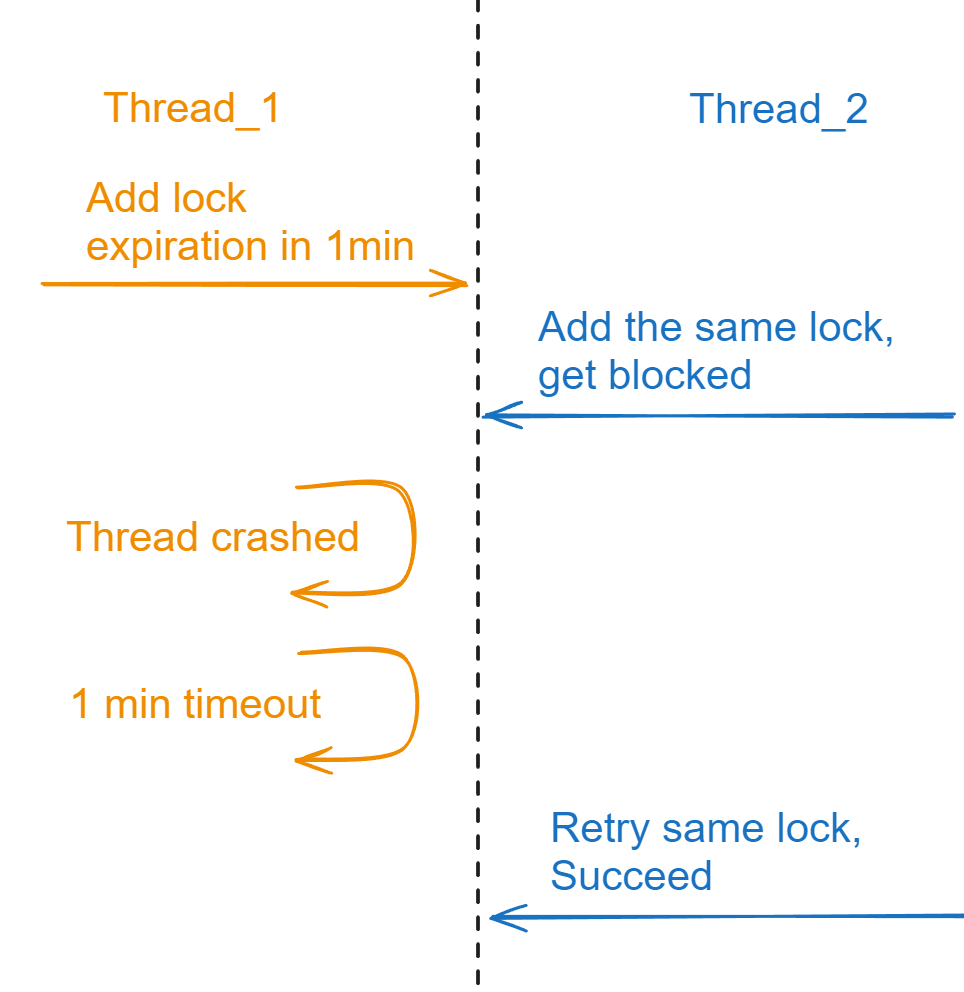 Thread_1
Thread_2
Add lock
expiration in 1min
Add the same lock,
get blocked
Thread crashed
1 min timeout
Retry same lock,
Succeed